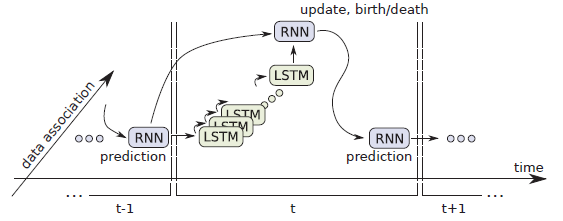 update, birth/death
RNN
LSTM
data association
LSTM
LSTM
LSTM
RNN
prediction
RNN
prediction
time
...
t-1
t
t+1
...